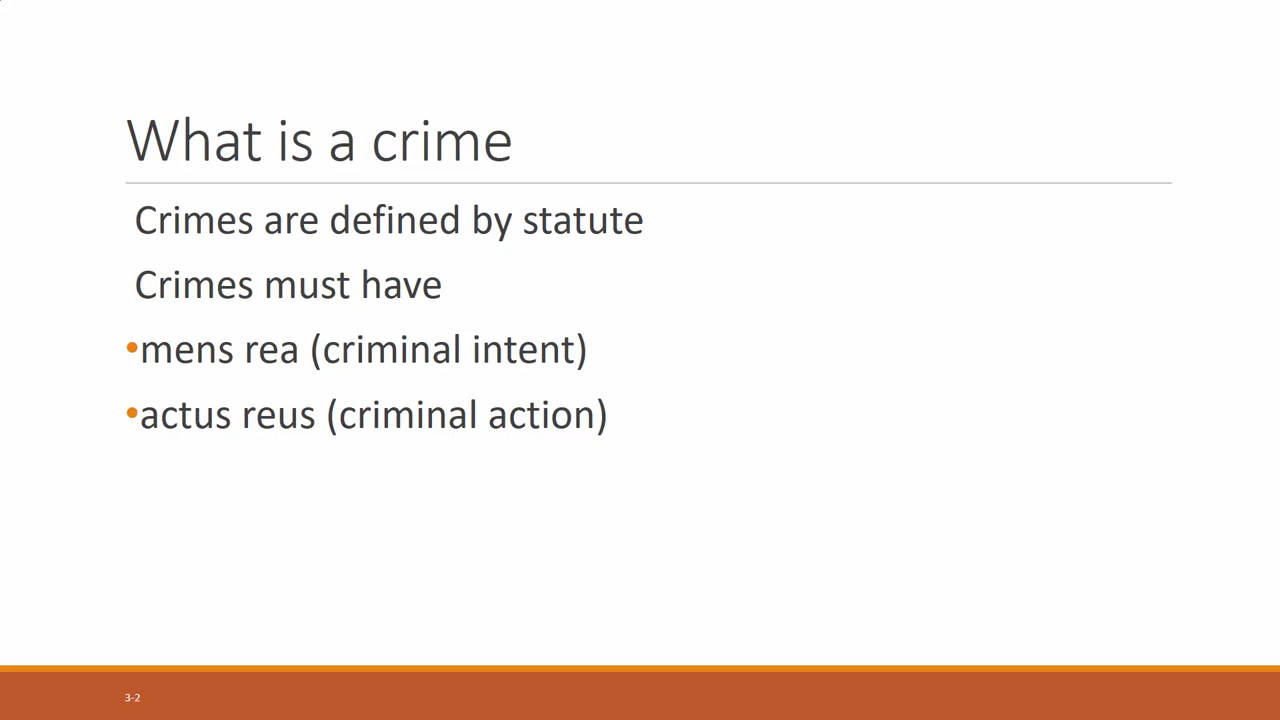 What is a crime
Crimes are defined by statute
Crimes must have
•mens rea (criminal intent)
•actus reus (criminal action)
3-2